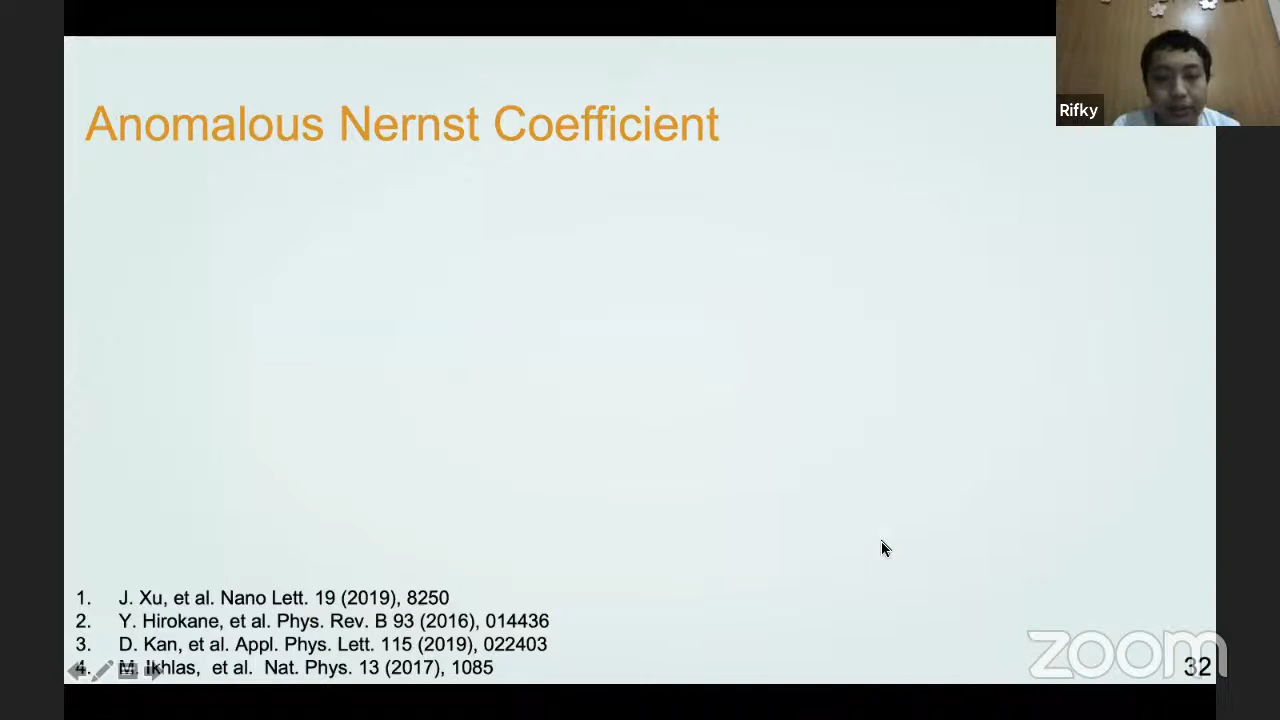 Anomalous Nernst Coefficient
Rifky
1. J. Xu, et al. Nano Lett. 19 (2019), 8250
2. Y. Hirokane, et al. Phys. Rev. B 93 (2016), 014436
3. D. Kan, et al. Appl. Phys. Lett. 115 (2019), 022403
4. M. Ikhlas, et al. Nat. Phys. 13 (2017), 1085
zoom
32